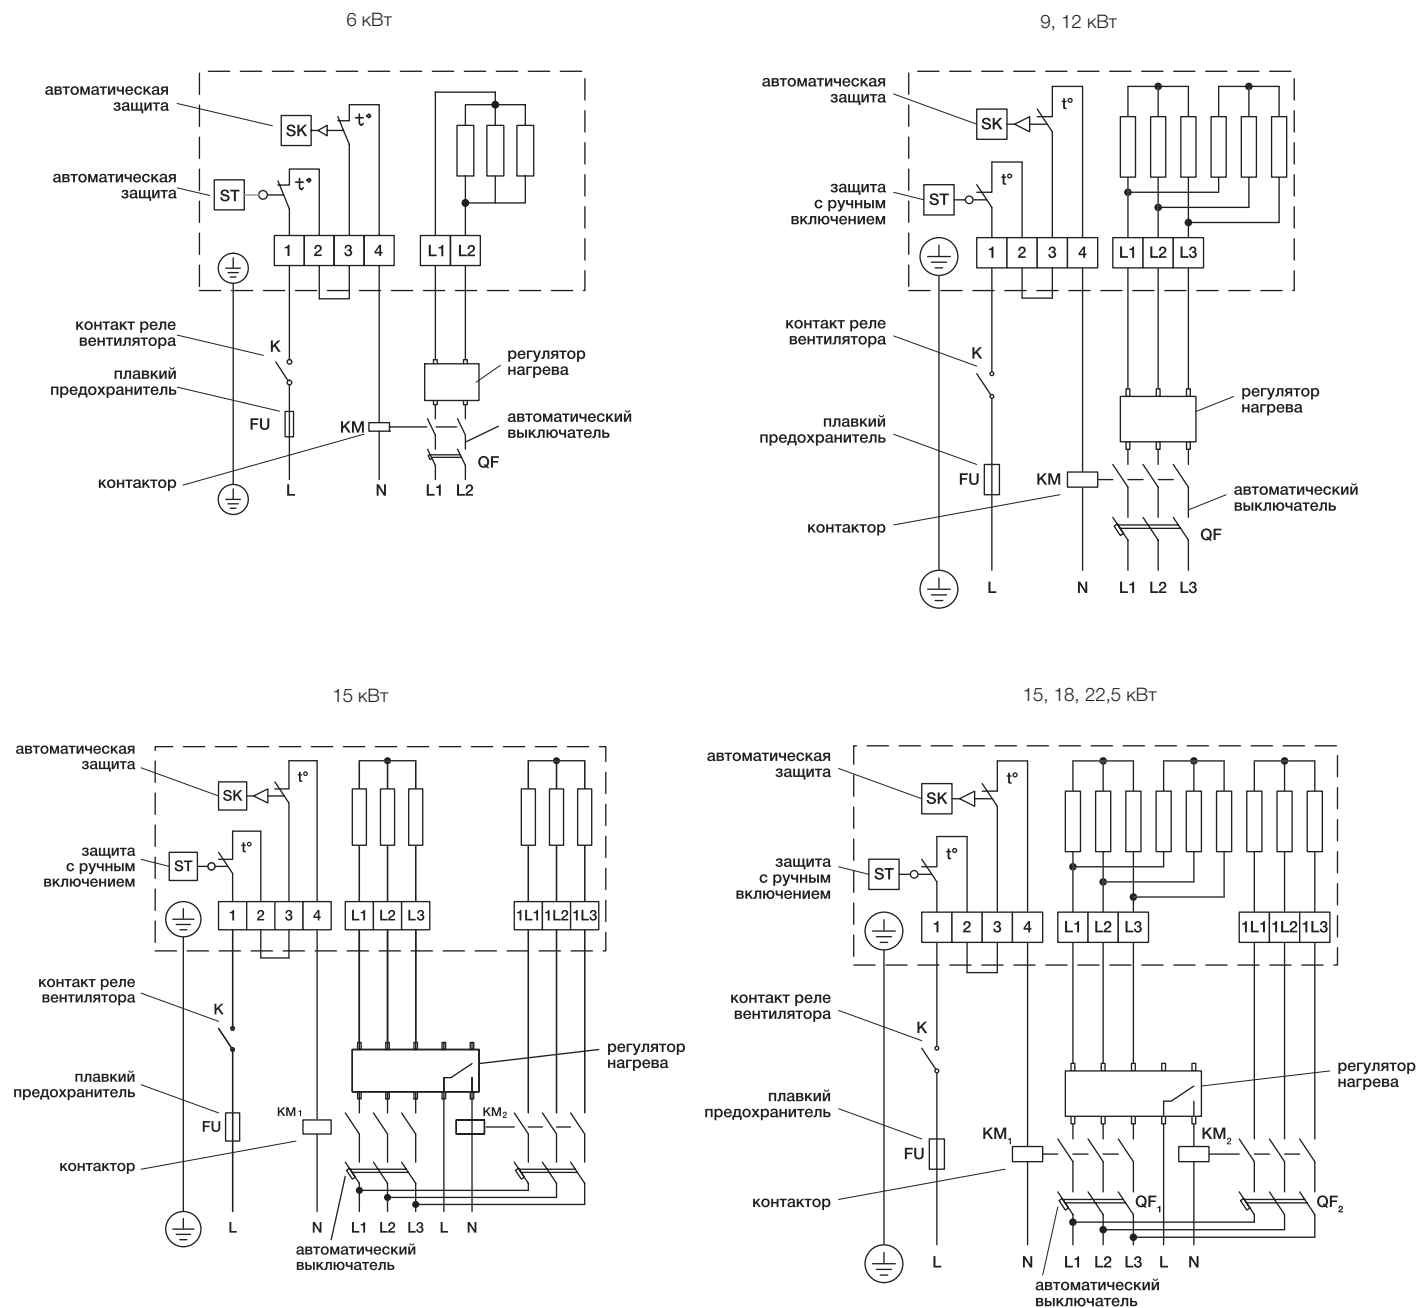 6 кВт
автоматическая
защита
SK
t°
автоматическая
защита
ST
t°
1 2 3 4 L1 L2
контакт реле
вентилятора
K
плавкий
предохранитель
FU
KM
контактор
регулятор
нагрева
автоматический
выключатель
QF
L N L1 L2
9, 12 кВт
автоматическая
защита
SK
t°
защита
с ручным
включением
ST
t°
1 2 3 4 L1 L2 L3
контакт реле
вентилятора
K
плавкий
предохранитель
FU
KM
контактор
регулятор
нагрева
автоматический
выключатель
QF
L N L1 L2 L3
15 кВт
автоматическая
защита
SK
t°
защита
с ручным
включением
ST
t°
1 2 3 4 L1 L2 L3 1L1 1L2 1L3
контакт реле
вентилятора
K
плавкий
предохранитель
FU
KM1
KM2
контактор
регулятор
нагрева
L N L1 L2 L3 L N
автоматический
выключатель
15, 18, 22,5 кВт
автоматическая
защита
SK
t°
защита
с ручным
включением
ST
t°
1 2 3 4 L1 L2 L3 1L1 1L2 1L3
контакт реле
вентилятора
K
плавкий
предохранитель
FU
KM1
KM2
контактор
регулятор
нагрева
QF1
QF2
L N L1 L2 L3 L N
автоматический
выключатель